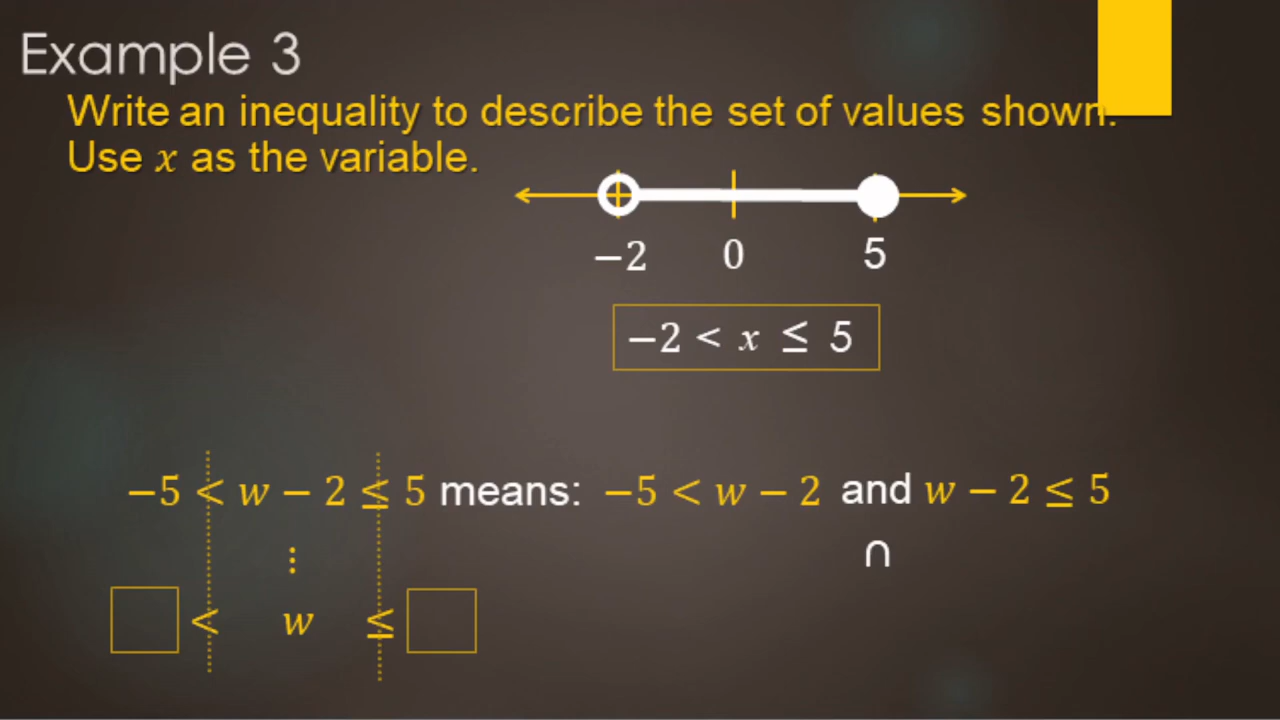 Example 3
Write an inequality to describe the set of values shown.
Use x as the variable.
−2 0 5
−2 < x ≤ 5
−5 < w − 2 ≤ 5 means: −5 < w − 2 and w − 2 ≤ 5
⋮ ∩
< w ≤